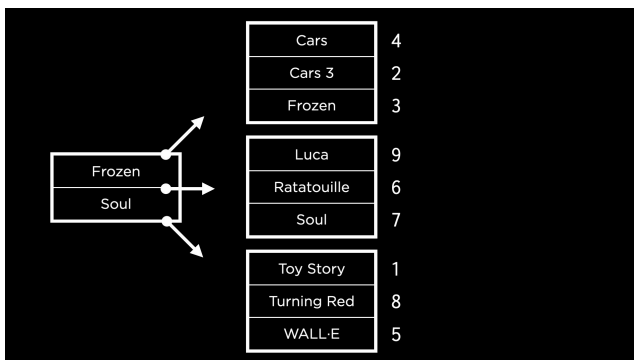 Cars 4
Cars 3 2
Frozen 3
Frozen
Soul
Luca 9
Ratatouille 6
Soul 7
Toy Story 1
Turning Red 8
WALL·E 5